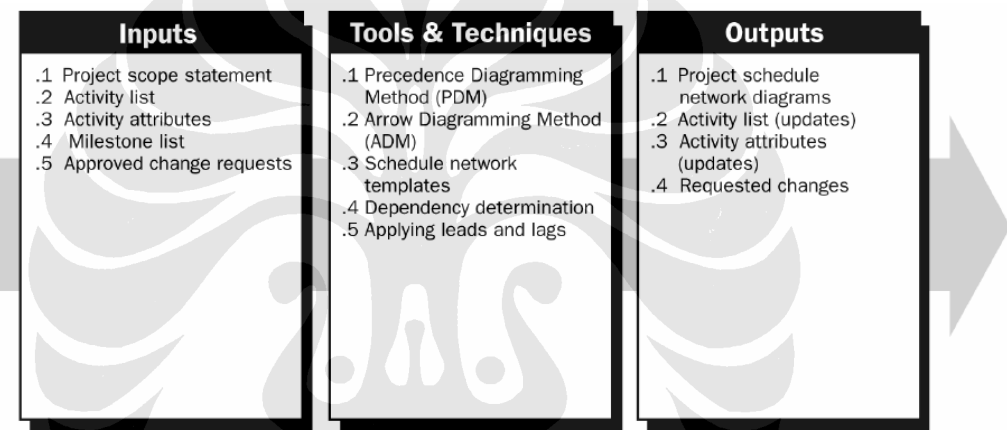 Inputs
.1 Project scope statement
.2 Activity list
.3 Activity attributes
.4 Milestone list
.5 Approved change requests
Tools & Techniques
.1 Precedence Diagramming
Method (PDM)
.2 Arrow Diagramming Method
(ADM)
.3 Schedule network
templates
.4 Dependency determination
.5 Applying leads and lags
Outputs
.1 Project schedule
network diagrams
.2 Activity list (updates)
.3 Activity attributes
(updates)
.4 Requested changes